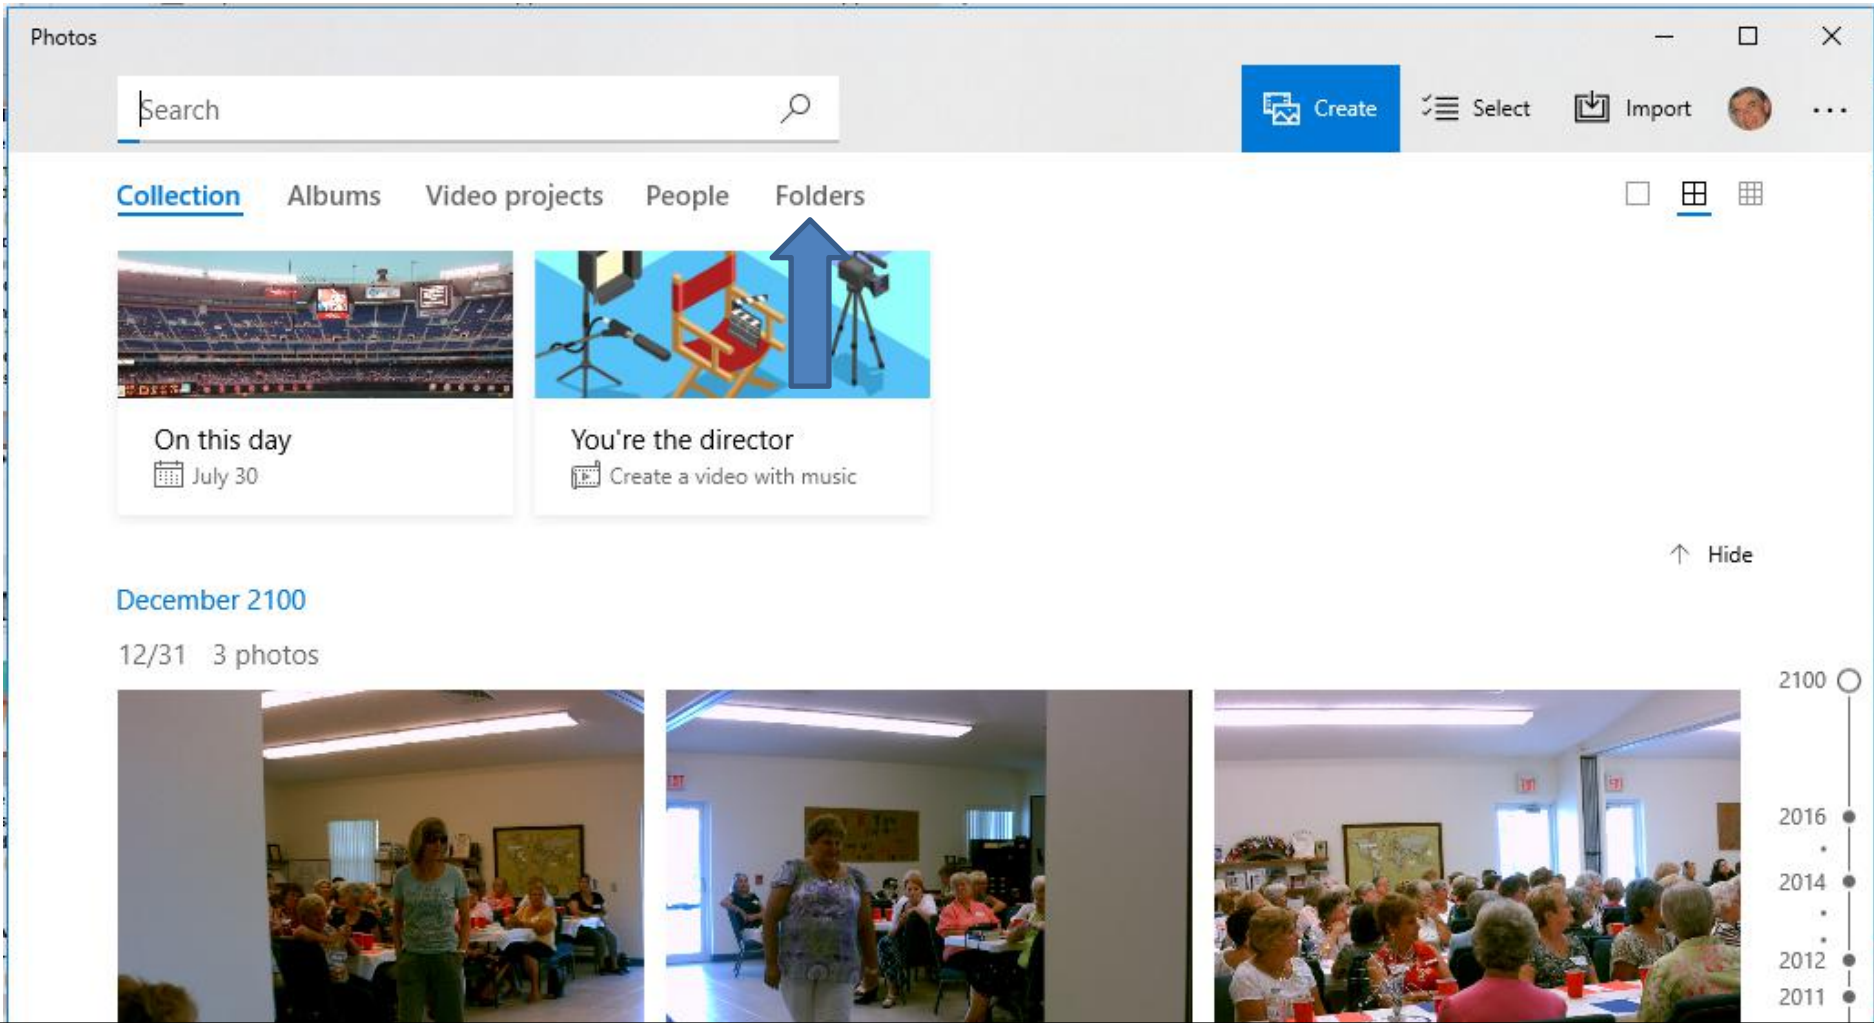 Photos
Search
Create
Select
Import
Collection
Albums
Video projects
People
Folders
On this day
July 30
You're the director
Create a video with music
Hide
December 2100
12/31 3 photos
2100
2016
2014
2012
2011
EXIT